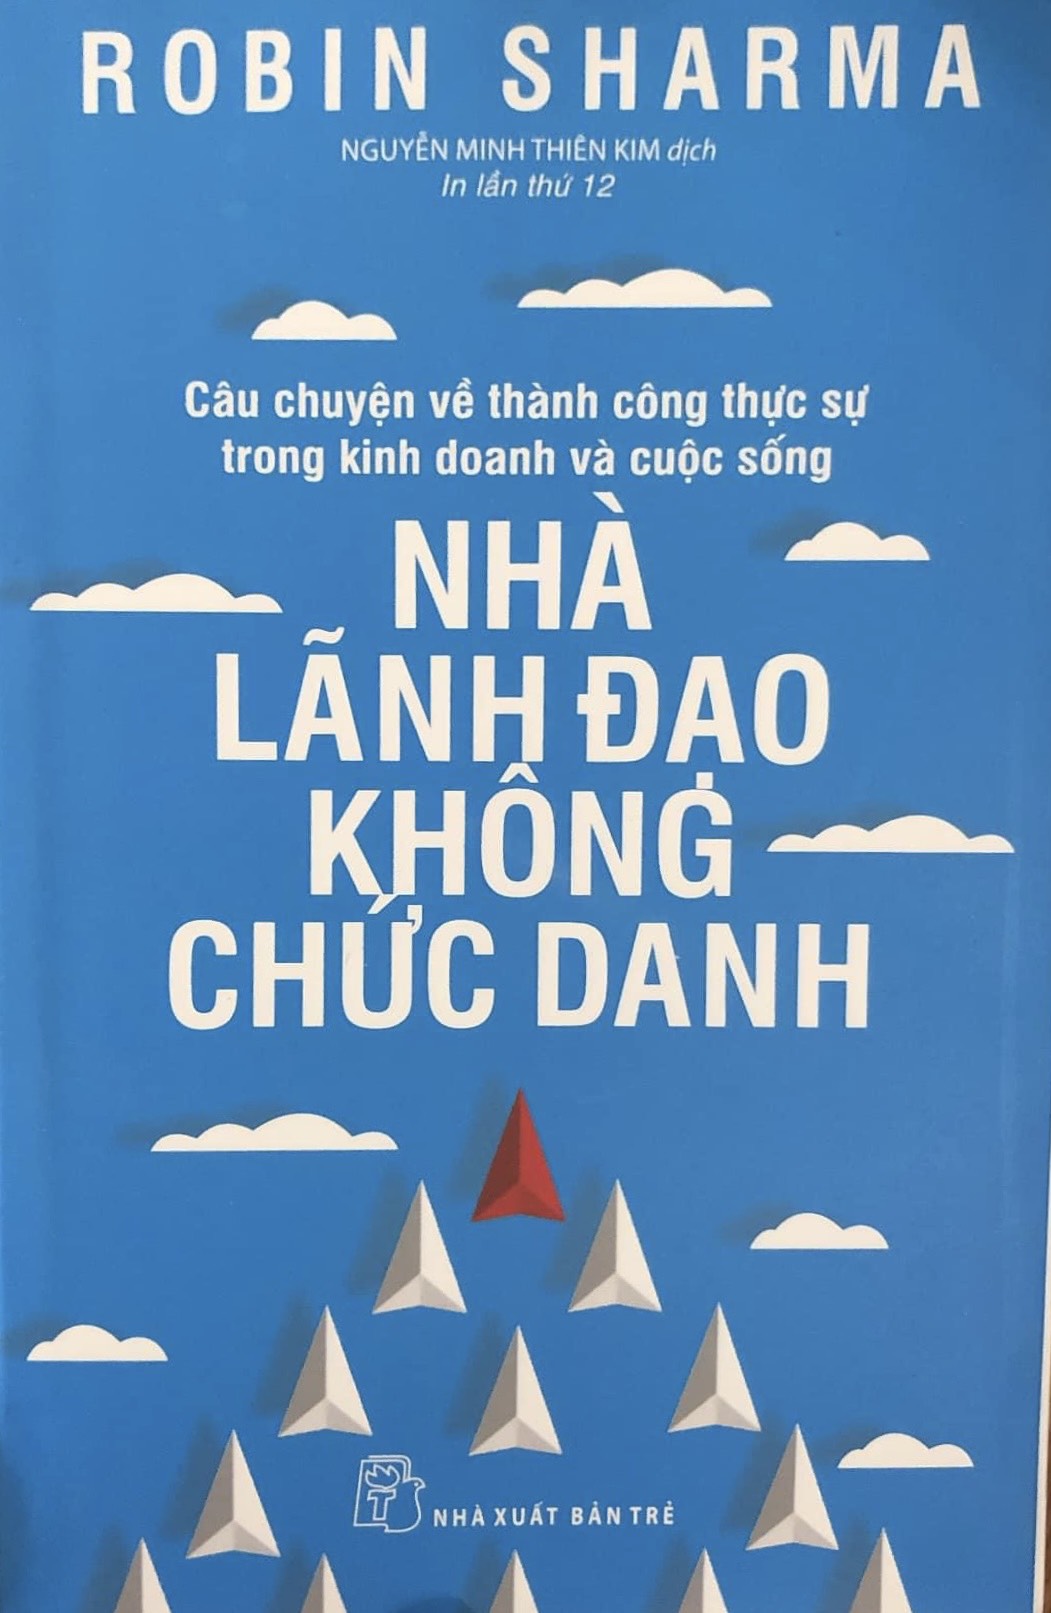 ROBIN SHARMA
NGUYỄN MINH THIÊN KIM dịch
In lần thứ 12
Câu chuyện về thành công thực sự
trong kinh doanh và cuộc sống
NHÀ
LÃNH ĐẠO
KHÔNG
CHỨC DANH
T
NHÀ XUẤT BẢN TRẺ